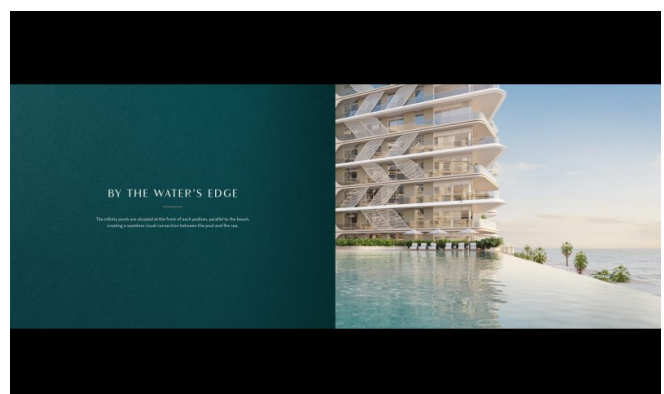 BY THE WATER'S EDGE
The infinity pools are situated at the front of each podium, parallel to the beach,
creating a seamless visual connection between the pool and the sea.